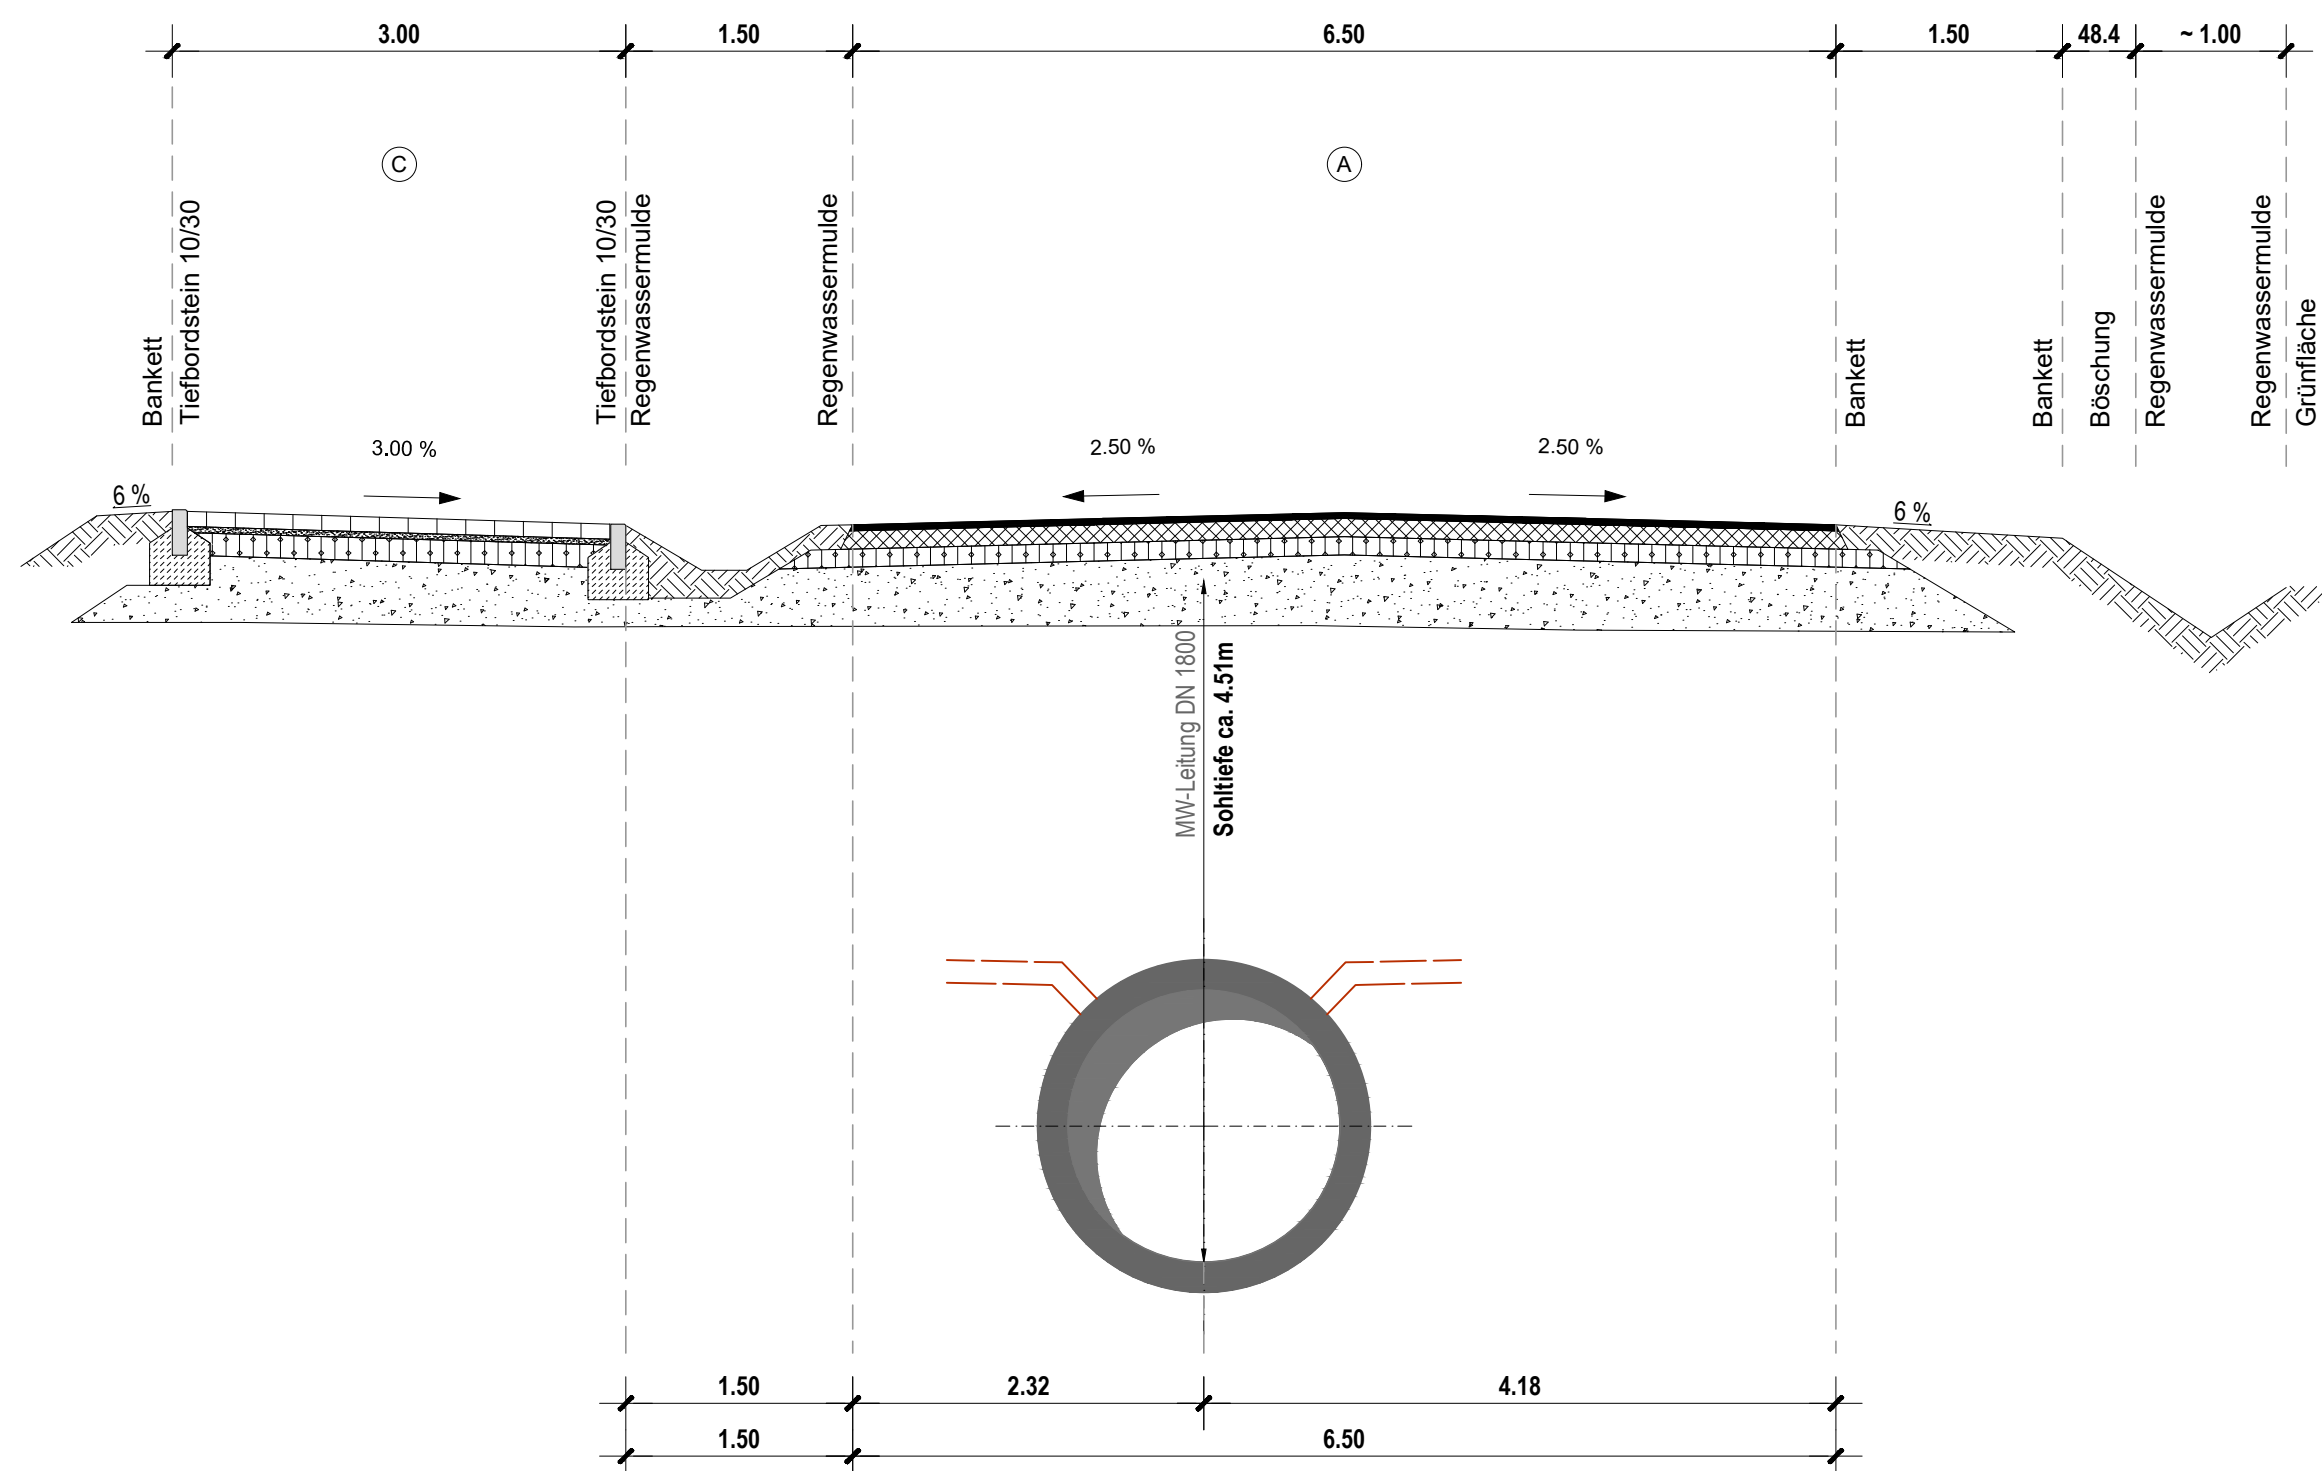 3.00
1.50
6.50
1.50
48.4
~ 1.00
C
A
Bankett
Tiefbordstein 10/30
Tiefbordstein 10/30
Regenwassermulde
Regenwassermulde
Bankett
Bankett
Böschung
Regenwassermulde
Regenwassermulde
Grünfläche
3.00 %
2.50 %
2.50 %
6 %
6 %
MW-Leitung DN 1800
Sohltiefe ca. 4.51m
1.50
2.32
4.18
1.50
6.50